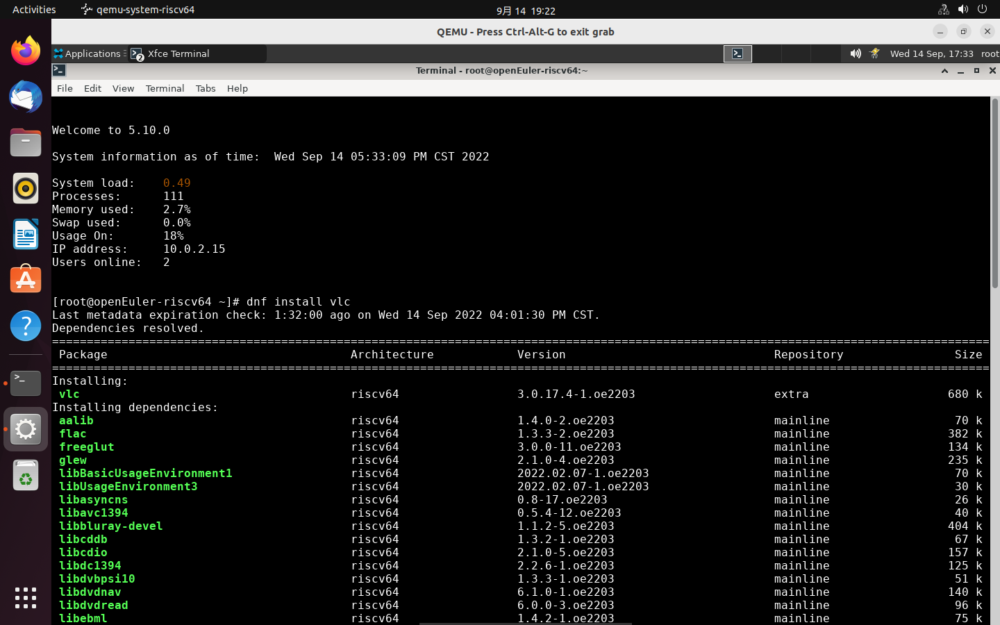 Activities qemu-system-riscv64 9月 14 19:22
QEMU - Press Ctrl-Alt-G to exit grab
Applications 2 Xfce Terminal Wed 14 Sep, 17:33 root
Terminal - root@openEuler-riscv64:~
File Edit View Terminal Tabs Help
Welcome to 5.10.0
System information as of time:  Wed Sep 14 05:33:09 PM CST 2022
System load:    0.49
Processes:      111
Memory used:    2.7%
Swap used:      0.0%
Usage On:       18%
IP address:     10.0.2.15
Users online:   2
[root@openEuler-riscv64 ~]# dnf install vlc
Last metadata expiration check: 1:32:00 ago on Wed 14 Sep 2022 04:01:30 PM CST.
Dependencies resolved.
Package Architecture Version Repository Size
Installing:
vlc riscv64 3.0.17.4-1.oe2203 extra 680 k
Installing dependencies:
aalib riscv64 1.4.0-2.oe2203 mainline 70 k
flac riscv64 1.3.3-2.oe2203 mainline 382 k
freeglut riscv64 3.0.0-11.oe2203 mainline 134 k
glew riscv64 2.1.0-4.oe2203 mainline 235 k
libBasicUsageEnvironment1 riscv64 2022.02.07-1.oe2203 mainline 70 k
libUsageEnvironment3 riscv64 2022.02.07-1.oe2203 mainline 30 k
libasyncns riscv64 0.8-17.oe2203 mainline 26 k
libavc1394 riscv64 0.5.4-12.oe2203 mainline 40 k
libbluray-devel riscv64 1.1.2-5.oe2203 mainline 404 k
libcddb riscv64 1.3.2-1.oe2203 mainline 67 k
libcdio riscv64 2.1.0-5.oe2203 mainline 157 k
libdc1394 riscv64 2.2.6-1.oe2203 mainline 125 k
libdvbpsi10 riscv64 1.3.3-1.oe2203 mainline 51 k
libdvdnav riscv64 6.1.0-1.oe2203 mainline 140 k
libdvdread riscv64 6.0.0-3.oe2203 mainline 96 k
libebml riscv64 1.4.2-1.oe2203 mainline 75 k